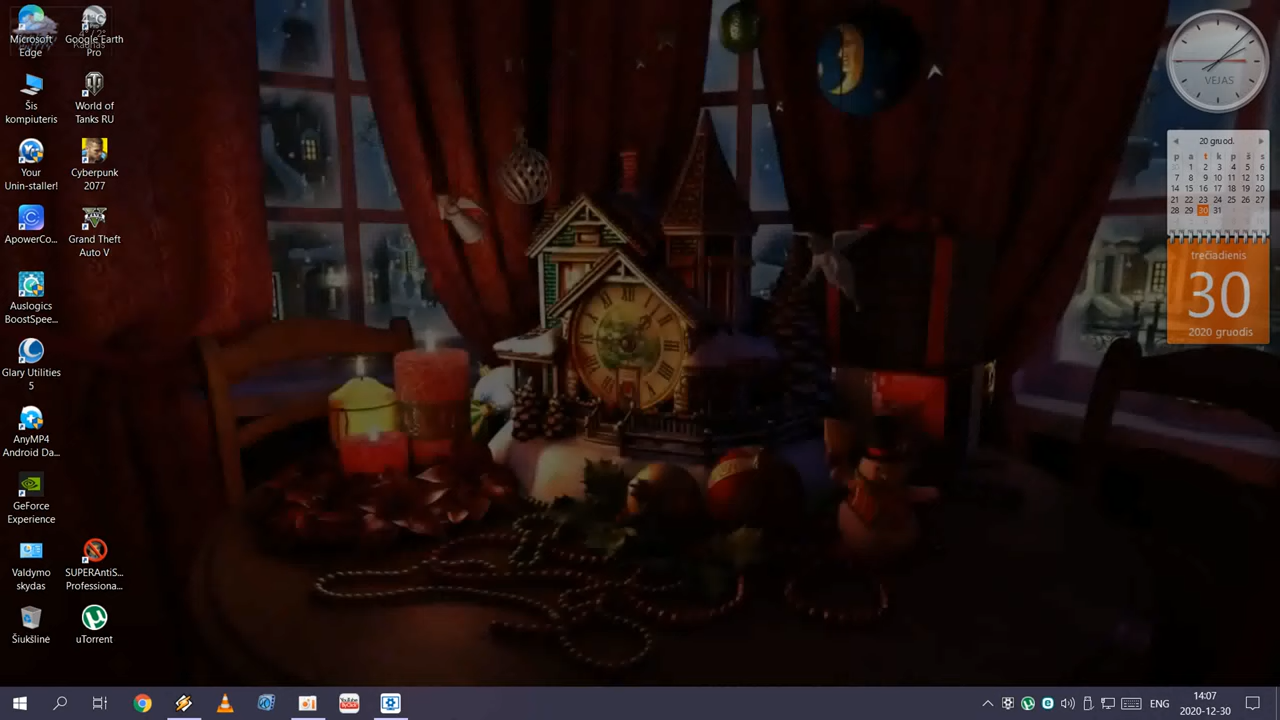 Microsoft
Edge
Google Earth
Pro
Šis
kompiuteris
World of
Tanks RU
Your
Unin-staller!
Cyberpunk
2077
ApowerCo...
Grand Theft
Auto V
Auslogics
BoostSpee...
Glary Utilities
5
AnyMP4
Android Da...
GeForce
Experience
Valdymo
skydas
SUPERAntiS...
Professiona...
Šiukšlinė
uTorrent
VEJAS
20 gruod.
p a t k p š s
1 2 3 4 5 6
7 8 9 10 11 12 13
14 15 16 17 18 19 20
21 22 23 24 25 26 27
28 29 30 31
trečiadienis
30
2020 gruodis
ENG
14:07
2020-12-30